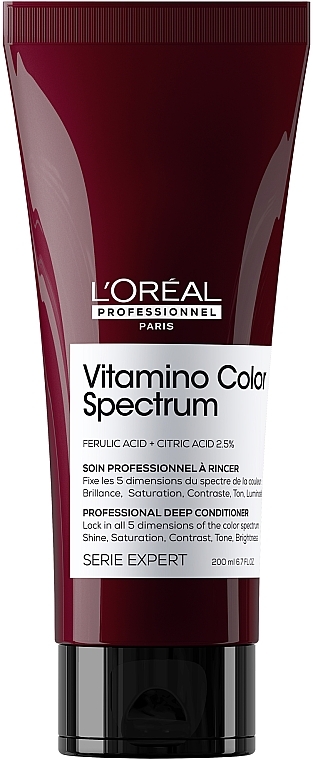 L'ORÉAL
PROFESSIONNEL
PARIS
Vitamino Color
Spectrum
FERULIC ACID + CITRIC ACID 2.5%
SOIN PROFESSIONNEL À RINCER
Fixe les 5 dimensions du spectre de la couleur
Brillance, Saturation, Contraste, Ton,
PROFESSIONAL DEEP CONDITIONER
Lock in all 5 dimensions of the color spectrum
Shine, Saturation, Contrast, Tone, Brightness
SERIE EXPERT 200 ml 6.7 FL.OZ